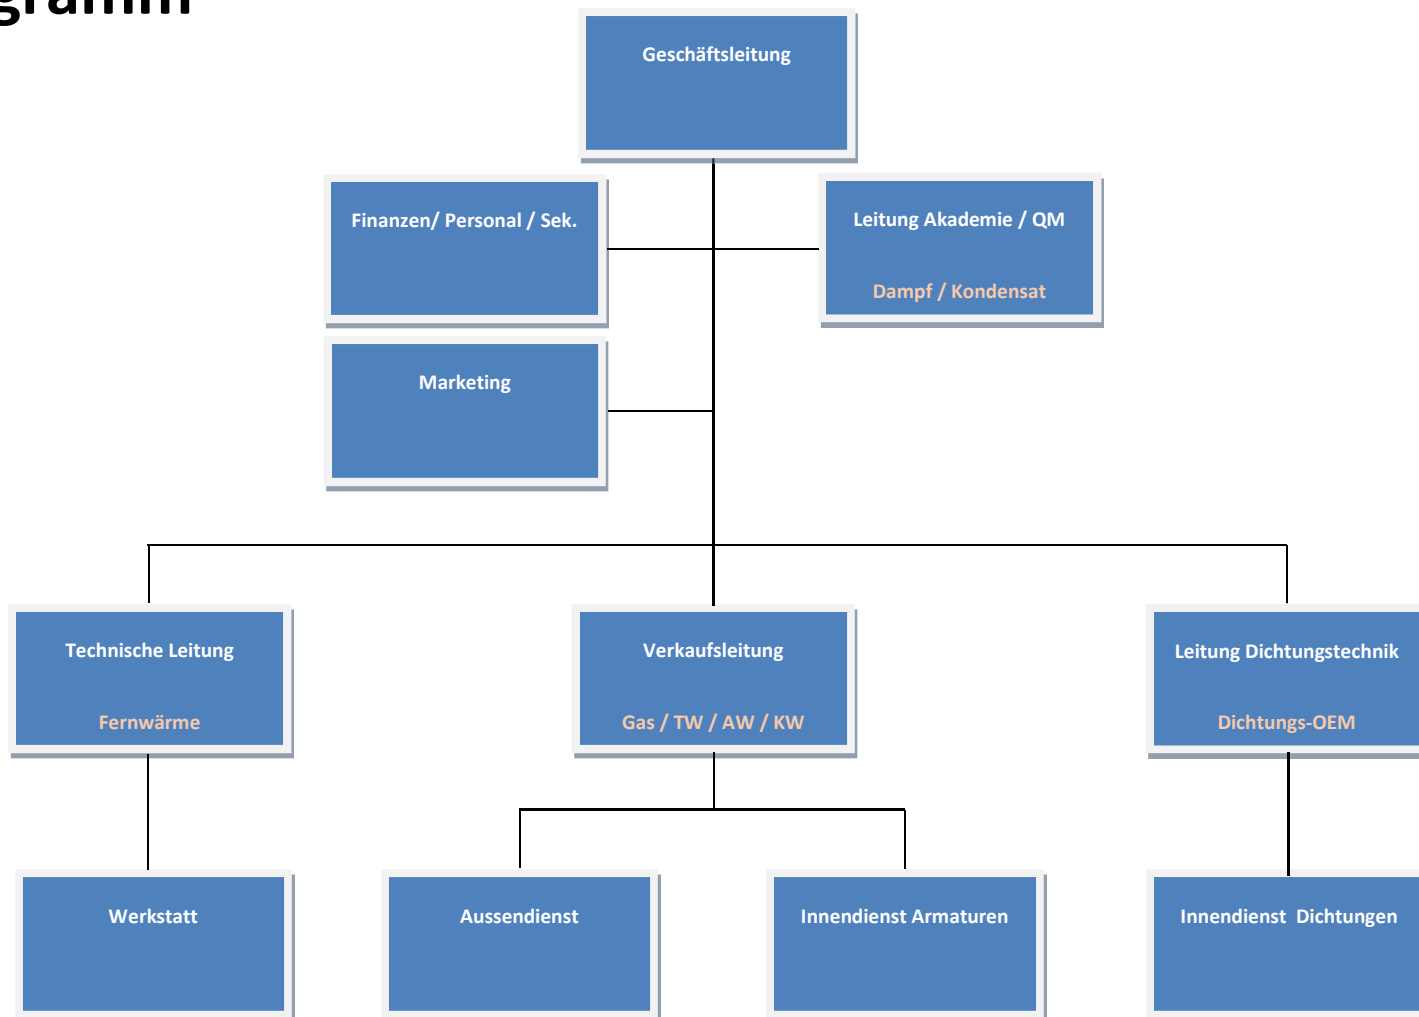 Geschäftsleitung
Finanzen/ Personal / Sek.
Leitung Akademie / QM
Dampf / Kondensat
Marketing
Technische Leitung
Fernwärme
Verkaufsleitung
Gas / TW / AW / KW
Leitung Dichtungstechnik
Dichtungs-OEM
Werkstatt
Aussendienst
Innendienst Armaturen
Innendienst  Dichtungen